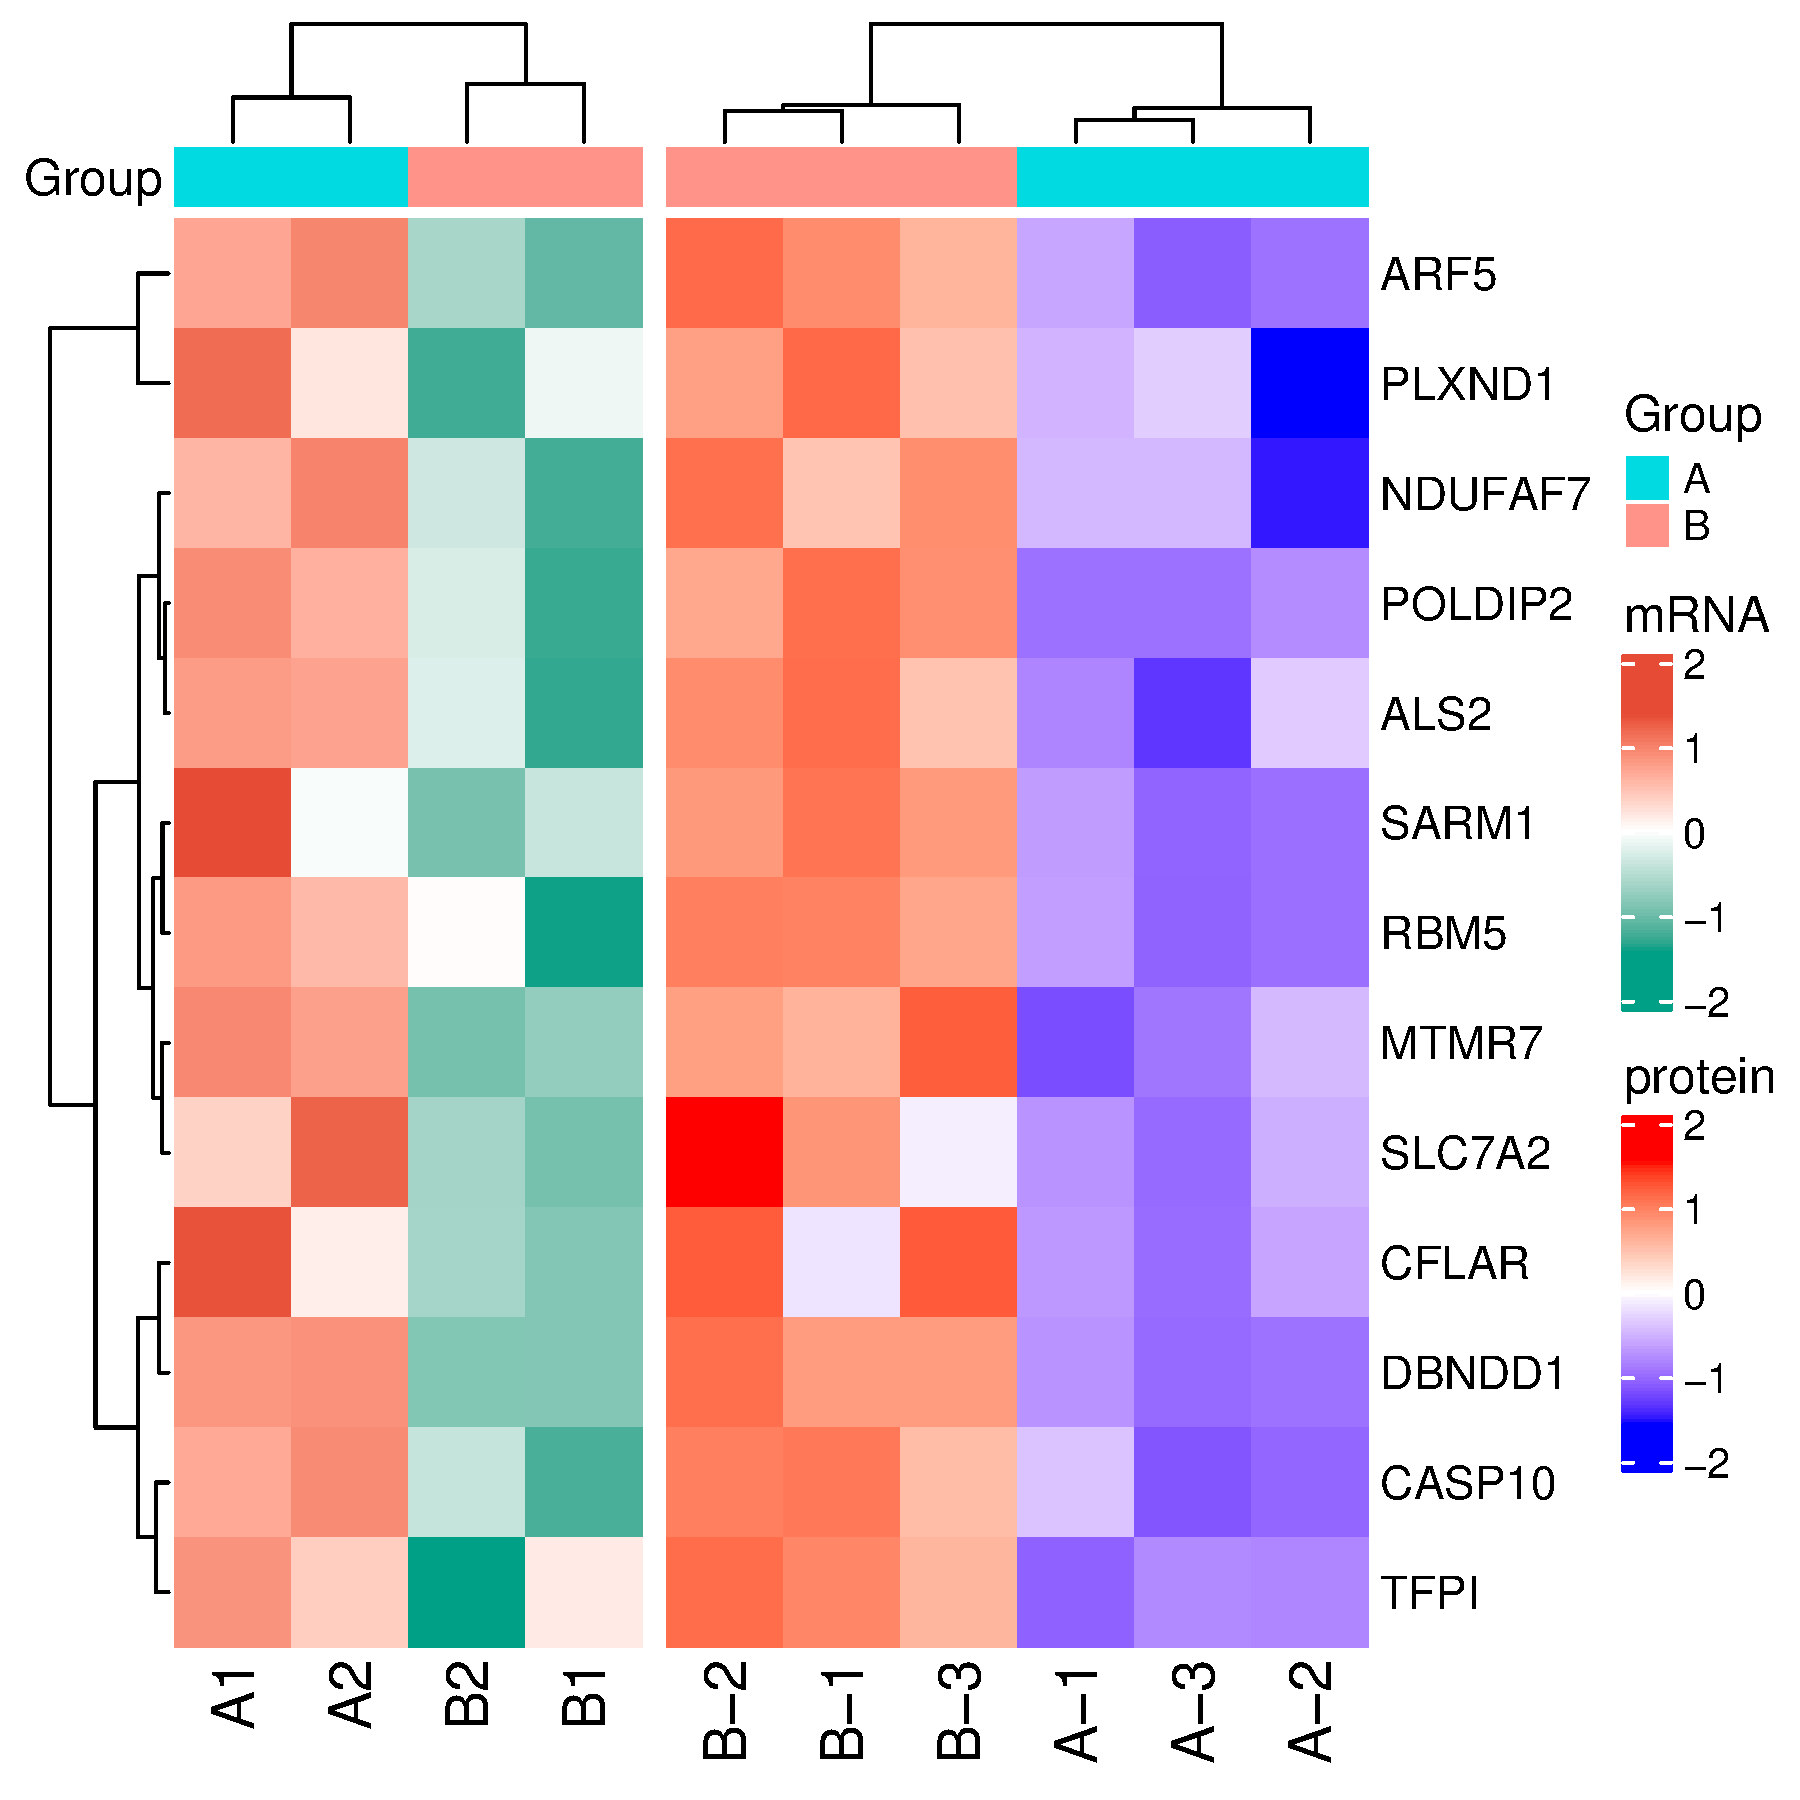 Group
ARF5
PLXND1
NDUFAF7
POLDIP2
ALS2
SARM1
RBM5
MTMR7
SLC7A2
CFLAR
DBNDD1
CASP10
TFPI
A1
A2
B2
B1
B−2
B−1
B−3
A−1
A−3
A−2
Group
A
B
mRNA
2
1
0
−1
−2
protein
2
1
0
−1
−2